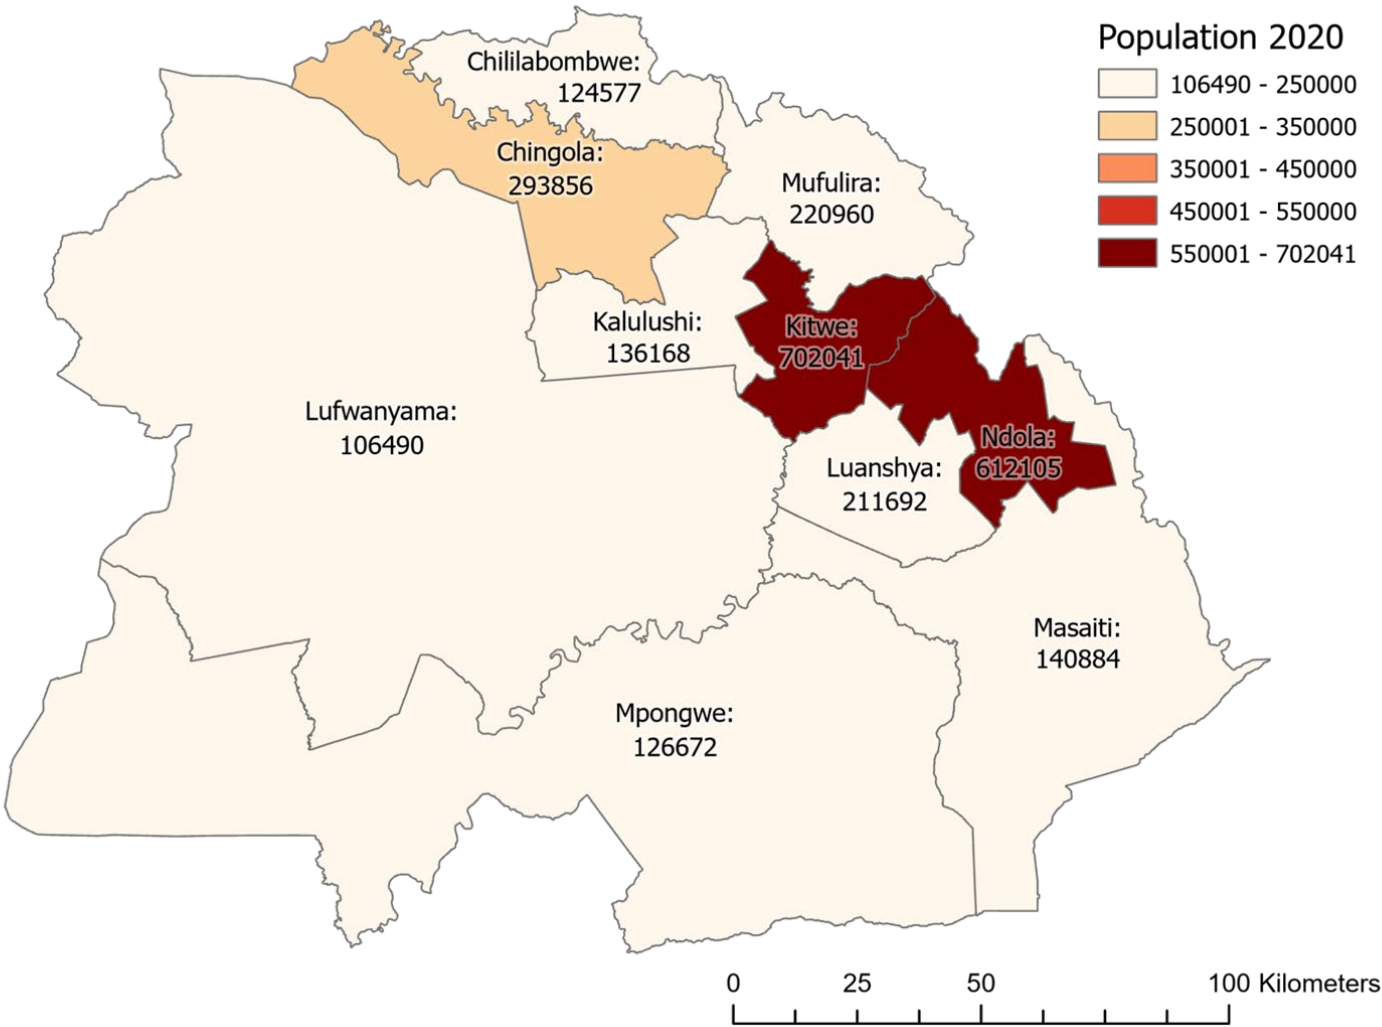 Population 2020
106490 - 250000
250001 - 350000
350001 - 450000
450001 - 550000
550001 - 702041
Chililabombwe:
124577
Chingola:
293856
Mufulira:
220960
Kalulushi:
136168
Kitwe:
702041
Lufwanyama:
106490
Ndola:
612105
Luanshya:
211692
Masaiti:
140884
Mpongwe:
126672
0 25 50 100 Kilometers